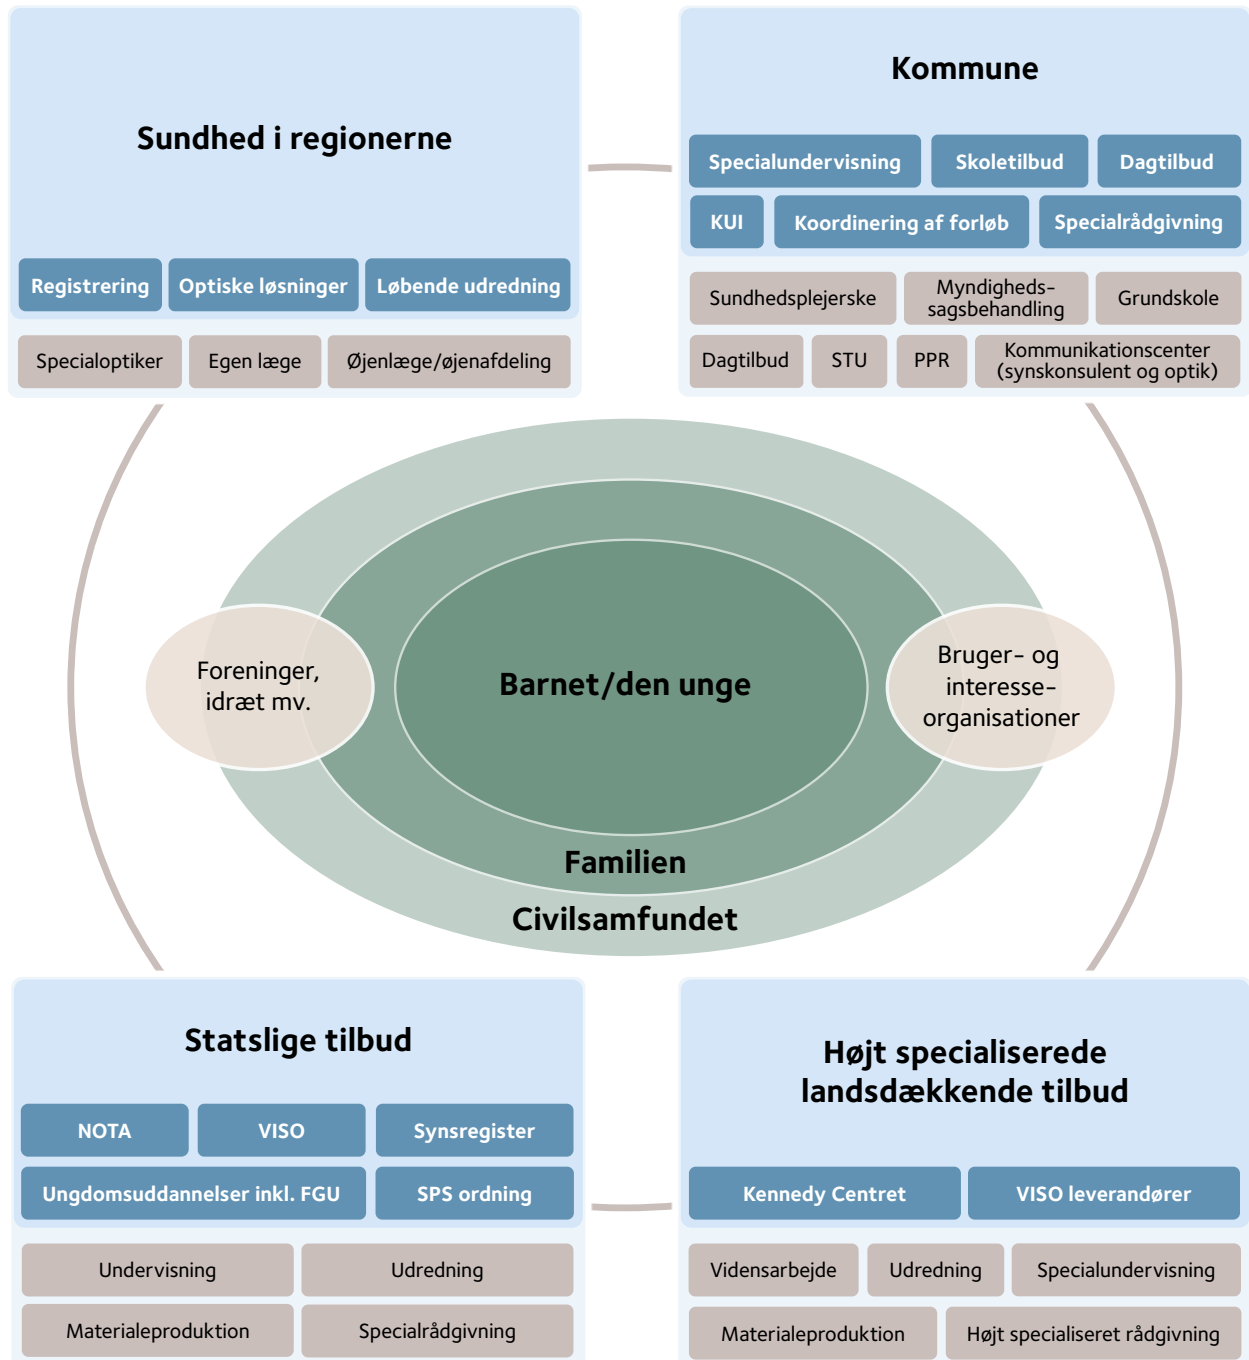 Sundhed i regionerne
Registrering
Optiske løsninger
Løbende udredning
Specialoptiker
Egen læge
Øjenlæge/øjenafdeling
Kommune
Specialundervisning
Skoletilbud
Dagtilbud
KUI
Koordinering af forløb
Specialrådgivning
Sundhedsplejerske
Myndigheds-
sagsbehandling
Grundskole
Dagtilbud
STU
PPR
Kommunikationscenter
(synskonsulent og optik)
Foreninger,
idræt mv.
Barnet/den unge
Bruger- og
interesse-
organisationer
Familien
Civilsamfundet
Statslige tilbud
NOTA
VISO
Synsregister
Ungdomsuddannelser inkl. FGU
SPS ordning
Undervisning
Udredning
Materialeproduktion
Specialrådgivning
Højt specialiserede
landsdækkende tilbud
Kennedy Centret
VISO leverandører
Vidensarbejde
Udredning
Specialundervisning
Materialeproduktion
Højt specialiseret rådgivning